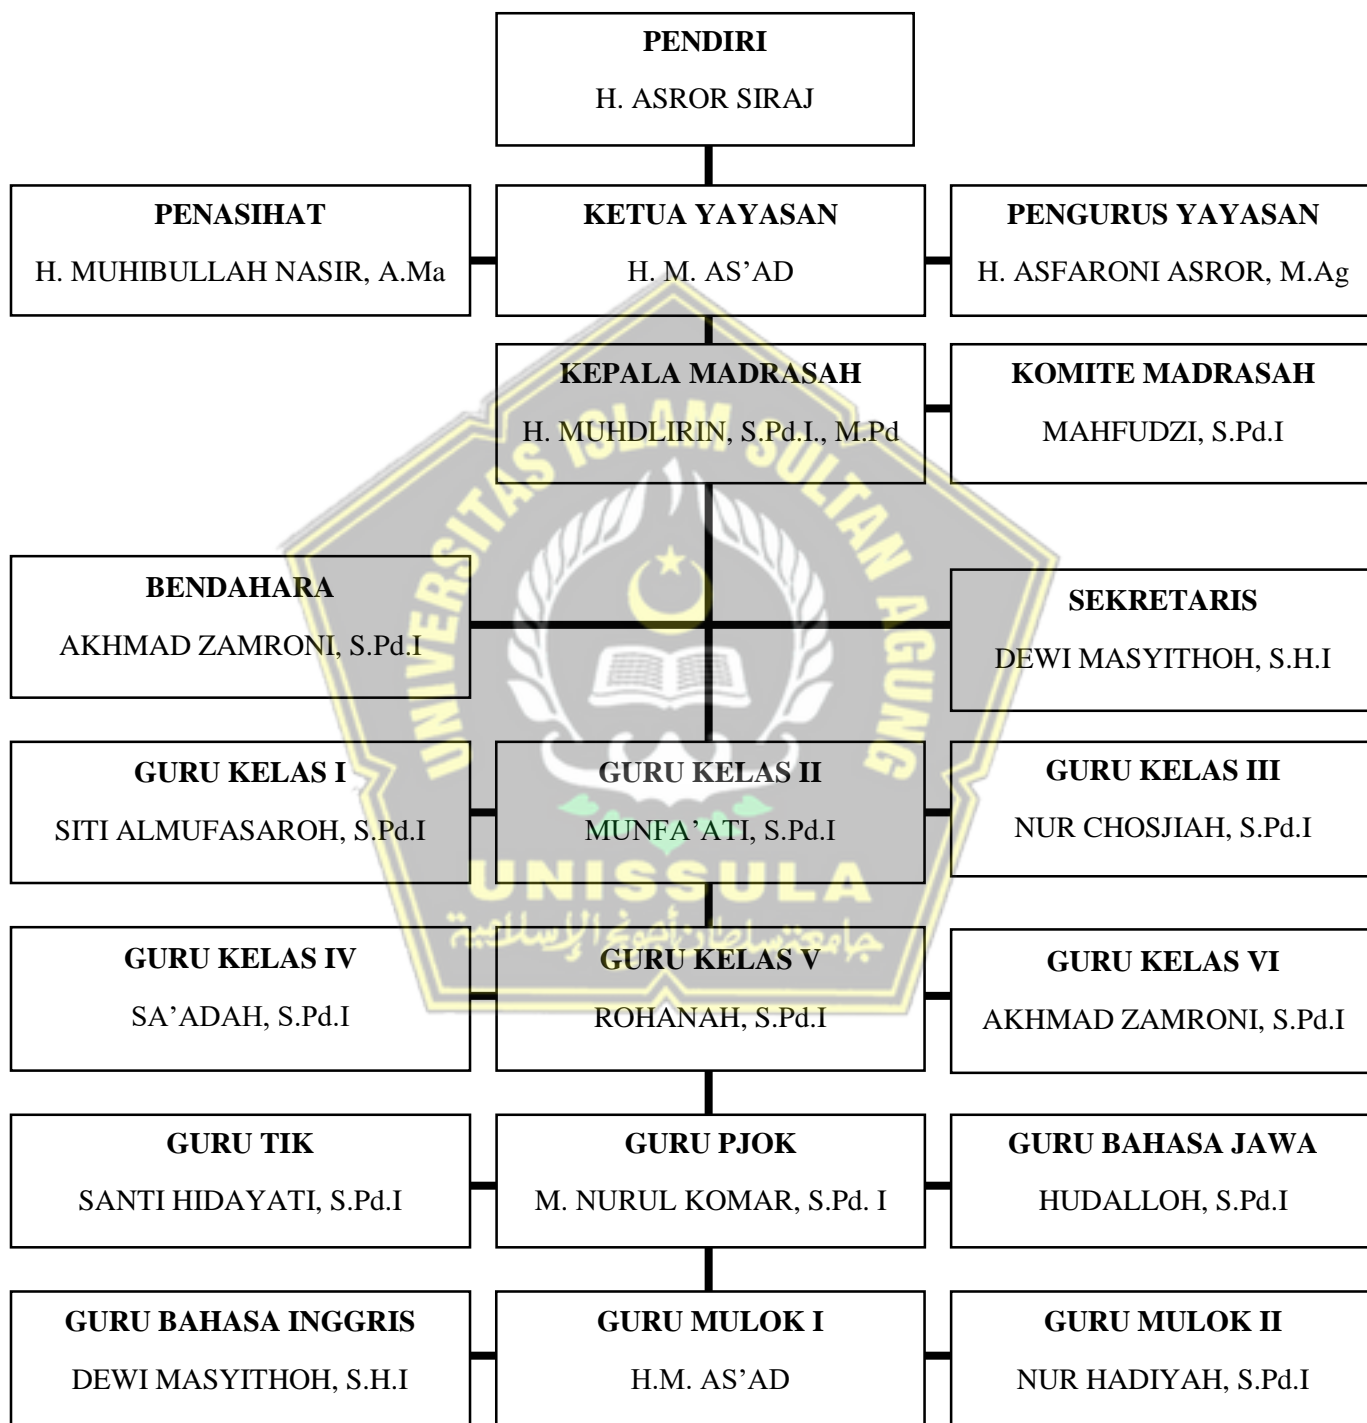 PENDIRI
H. ASROR SIRAJ
PENASIHAT
H. MUHIBULLAH NASIR, A.Ma
KETUA YAYASAN
H. M. AS’AD
PENGURUS YAYASAN
H. ASFARONI ASROR, M.Ag
KEPALA MADRASAH
H. MUHDLIRIN, S.Pd.I., M.Pd
KOMITE MADRASAH
MAHFUDZI, S.Pd.I
BENDAHARA
AKHMAD ZAMRONI, S.Pd.I
SEKRETARIS
DEWI MASYITHOH, S.H.I
GURU KELAS I
SITI ALMUFASAROH, S.Pd.I
GURU KELAS II
MUNFA’ATI, S.Pd.I
GURU KELAS III
NUR CHOSJIAH, S.Pd.I
GURU KELAS IV
SA’ADAH, S.Pd.I
GURU KELAS V
ROHANAH, S.Pd.I
GURU KELAS VI
AKHMAD ZAMRONI, S.Pd.I
GURU TIK
SANTI HIDAYATI, S.Pd.I
GURU PJOK
M. NURUL KOMAR, S.Pd. I
GURU BAHASA JAWA
HUDALLOH, S.Pd.I
GURU BAHASA INGGRIS
DEWI MASYITHOH, S.H.I
GURU MULOK I
H.M. AS’AD
GURU MULOK II
NUR HADIYAH, S.Pd.I
UNIVERSITAS ISLAM SULTAN AGUNG
UNISSULA
جامعة سلطان أجونج الإسلامية